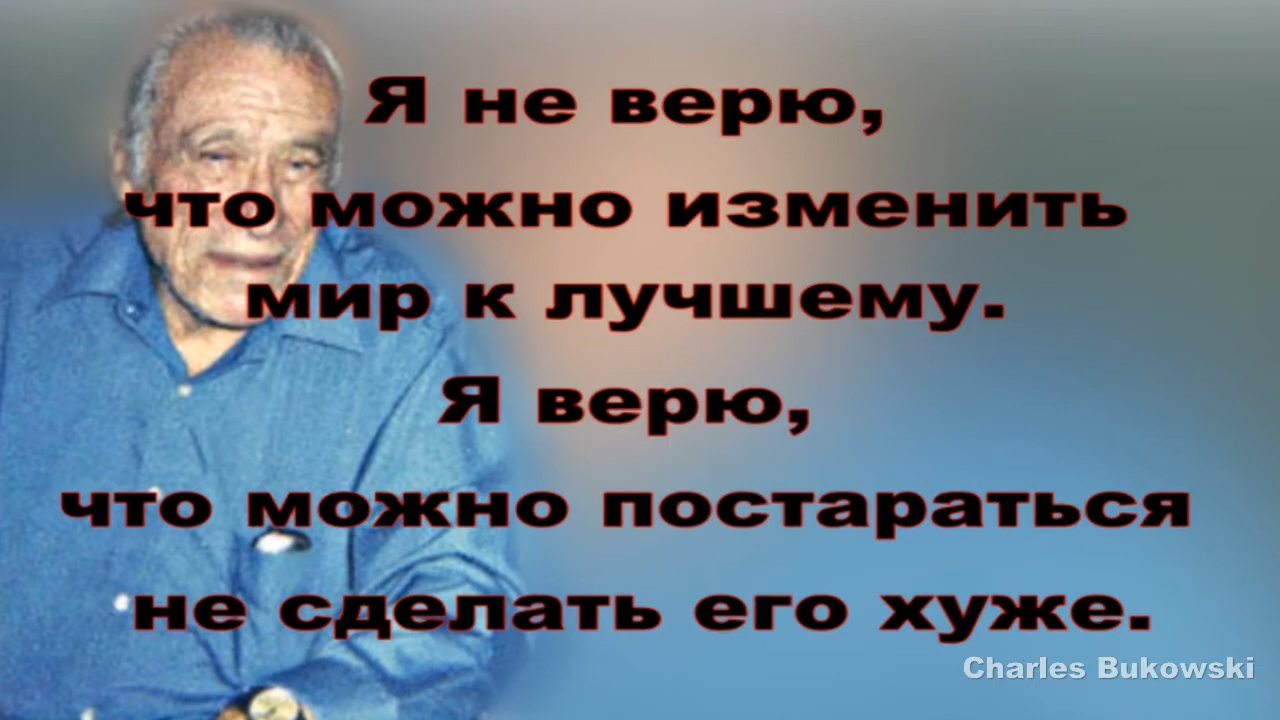 Я не верю,
что можно изменить
мир к лучшему.
Я верю,
что можно постараться
не сделать его хуже.
Charles Bukowski